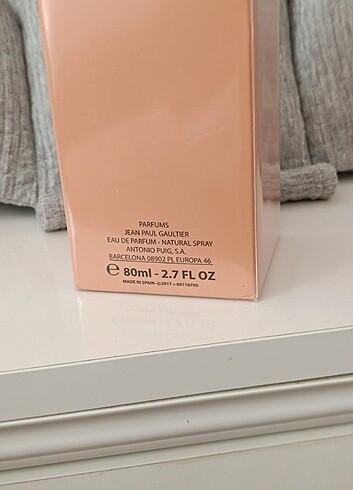 PARFUMS
JEAN PAUL GAULTIER
EAU DE PARFUM - NATURAL SPRAY
ANTONIO PUIG, S.A.
BARCELONA 08902 PL EUROPA 46
℮ 80ml - 2.7 FL OZ
MADE IN SPAIN -©2017 • 65116705